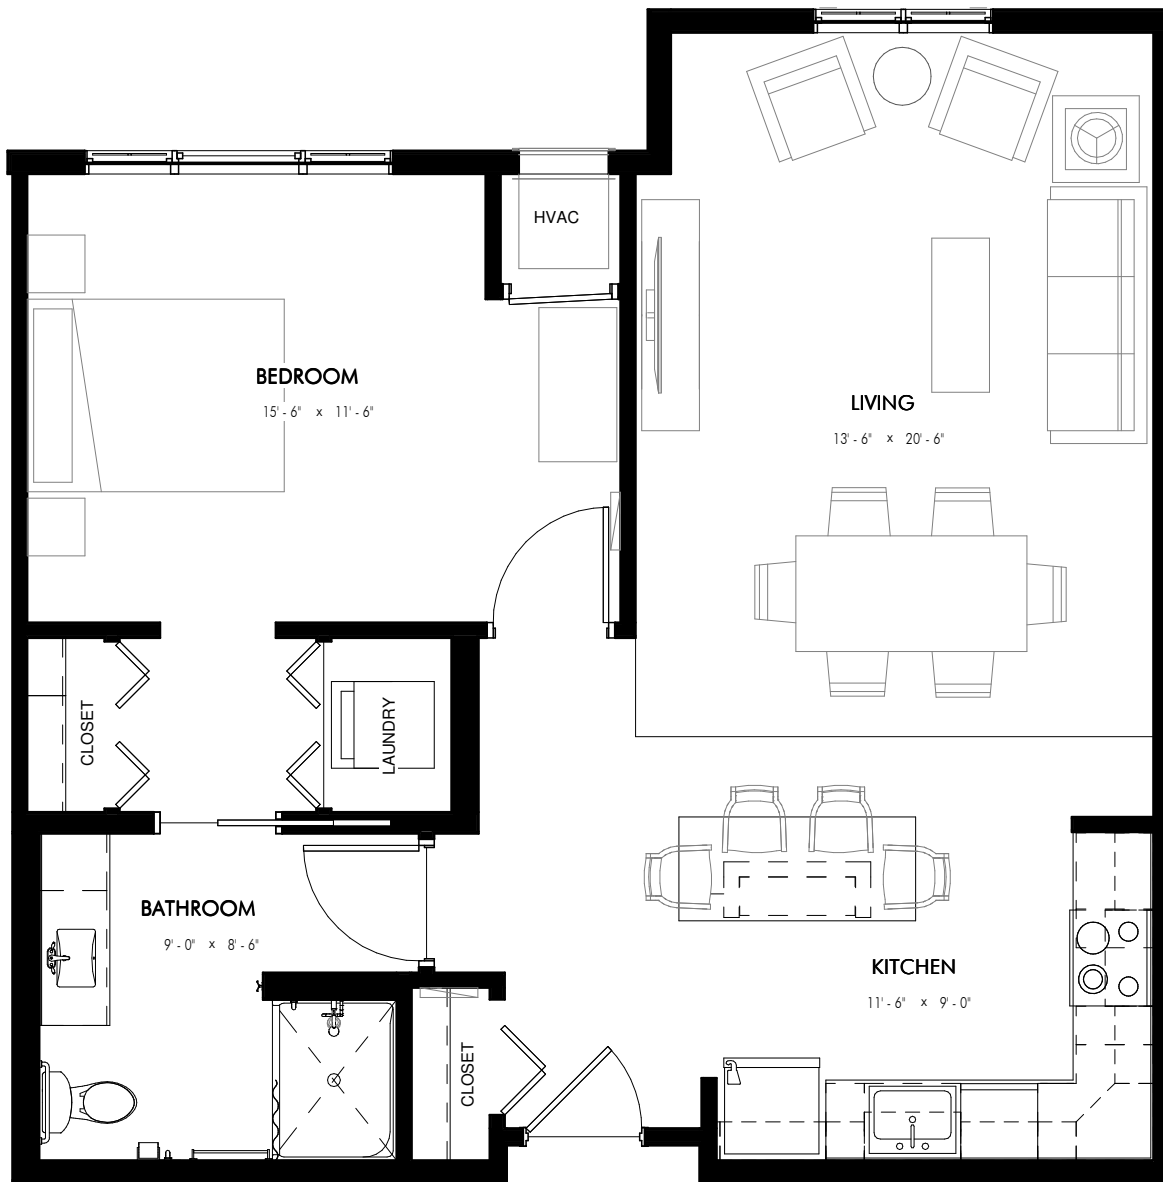 HVAC
BEDROOM
15' - 6" x 11' - 6"
LIVING
13' - 6" x 20' - 6"
CLOSET
LAUNDRY
BATHROOM
9' - 0" x 8' - 6"
KITCHEN
11' - 6" x 9' - 0"
CLOSET